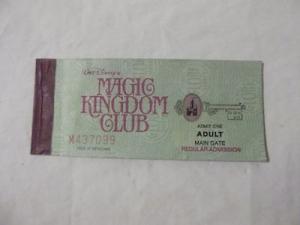 Walt Disney's
MAGIC
KINGDOM
CLUB
M437099
ADMIT ONE
ADULT
MAIN GATE
REGULAR ADMISSION